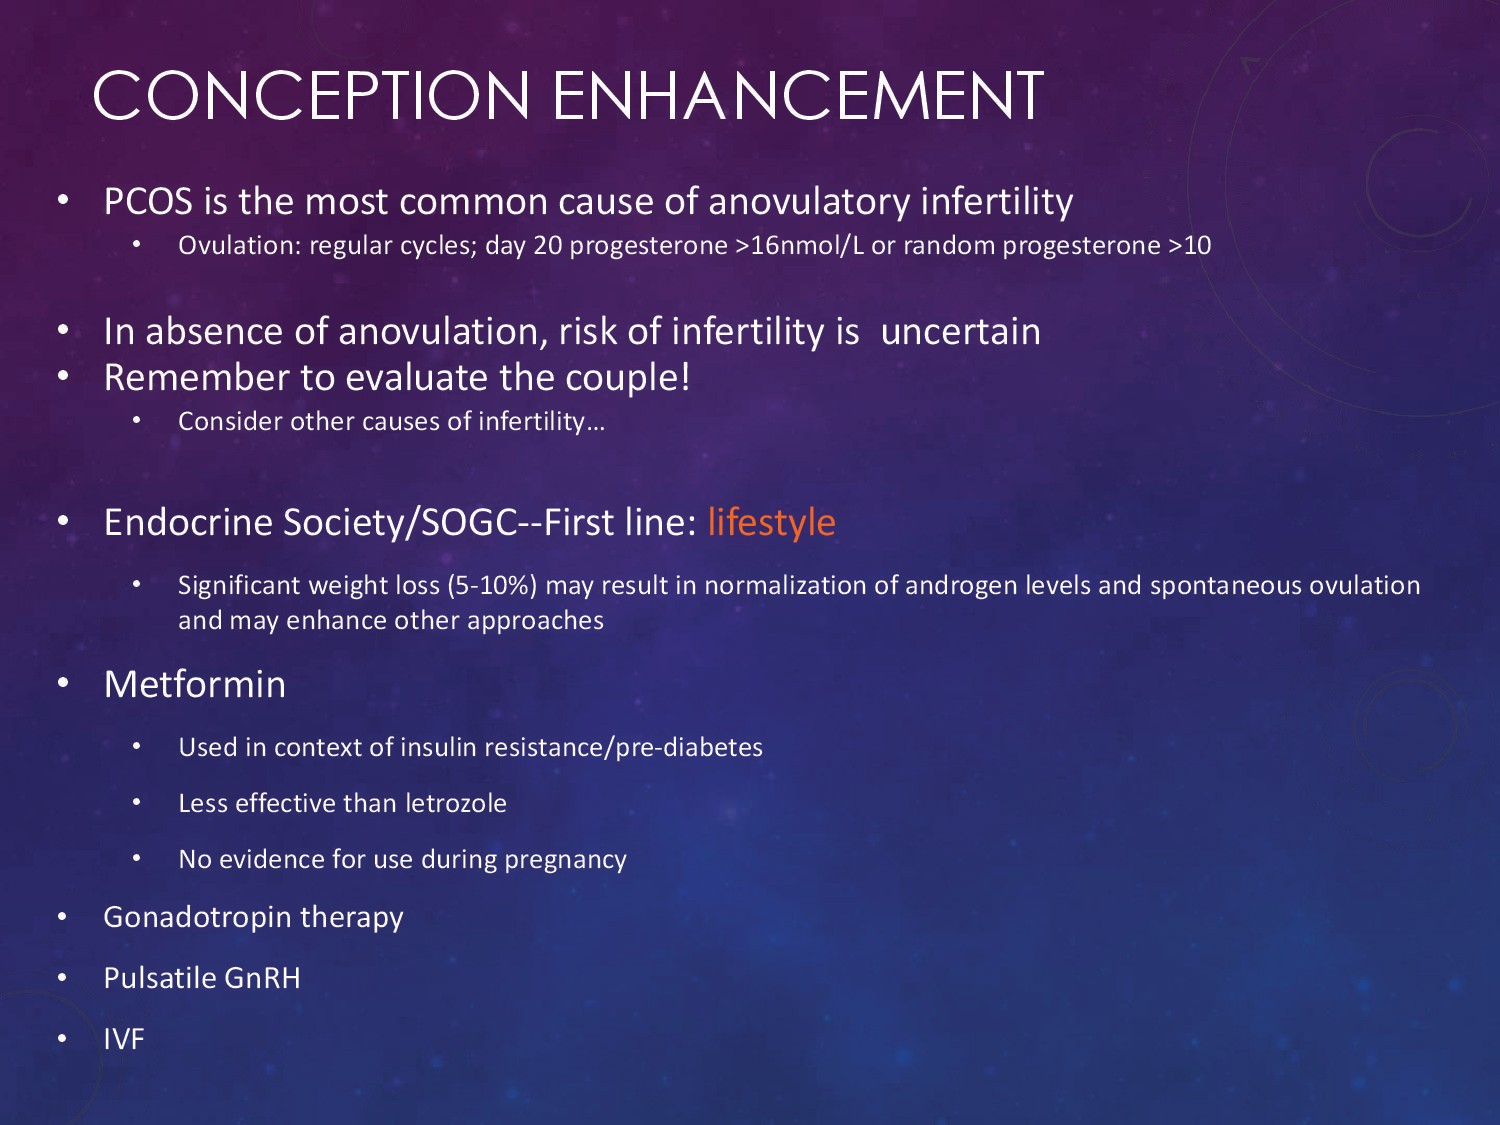 CONCEPTION ENHANCEMENT
• PCOS is the most common cause of anovulatory infertility
• Ovulation: regular cycles; day 20 progesterone >16nmol/L or random progesterone >10
• In absence of anovulation, risk of infertility is  uncertain
• Remember to evaluate the couple!
• Consider other causes of infertility…
• Endocrine Society/SOGC--First line: lifestyle
• Significant weight loss (5-10%) may result in normalization of androgen levels and spontaneous ovulation
and may enhance other approaches
• Metformin
• Used in context of insulin resistance/pre-diabetes
• Less effective than letrozole
• No evidence for use during pregnancy
• Gonadotropin therapy
• Pulsatile GnRH
• IVF